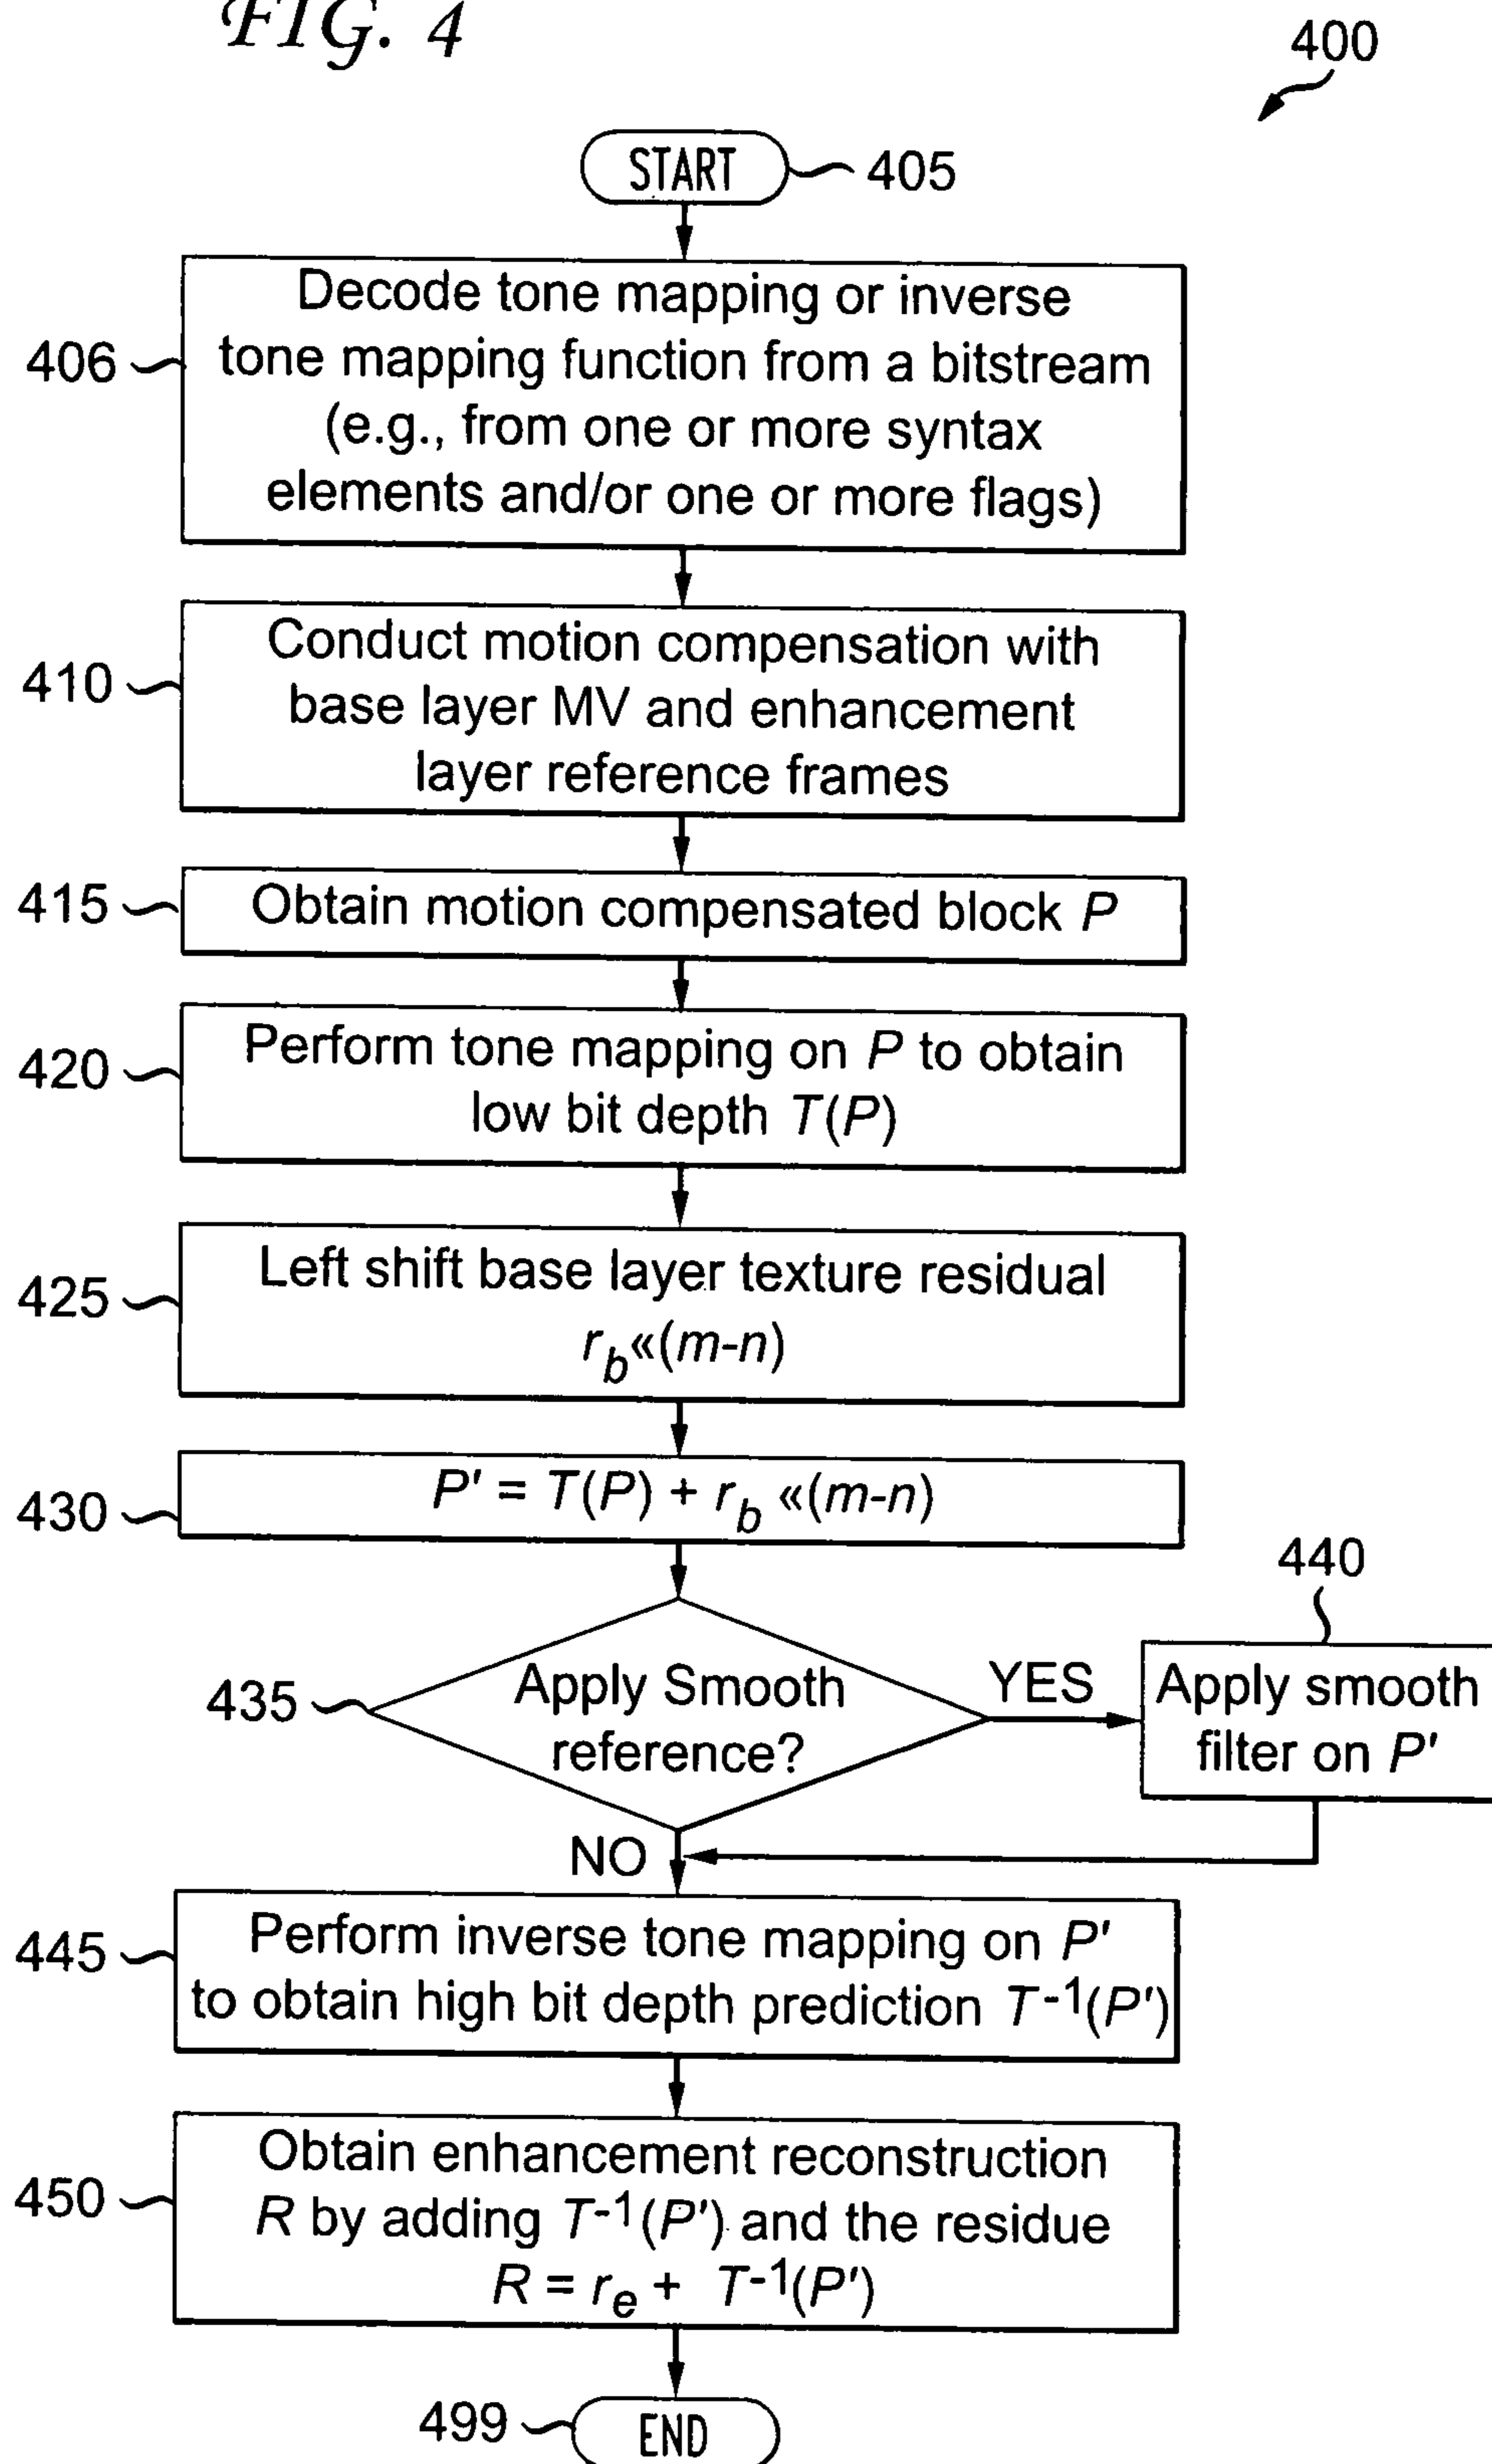 FIG. 4
400
START
405
406
Decode tone mapping or inverse
tone mapping function from a bitstream
(e.g., from one or more syntax
elements and/or one or more flags)
410
Conduct motion compensation with
base layer MV and enhancement
layer reference frames
415
Obtain motion compensated block P
420
Perform tone mapping on P to obtain
low bit depth T(P)
425
Left shift base layer texture residual
r_b«(m-n)
430
P' = T(P) + r_b «(m-n)
435
Apply Smooth
reference?
YES
440
Apply smooth
filter on P'
NO
445
Perform inverse tone mapping on P'
to obtain high bit depth prediction T⁻¹(P')
450
Obtain enhancement reconstruction
R by adding T⁻¹(P') and the residue
R = r_e + T⁻¹(P')
499
END